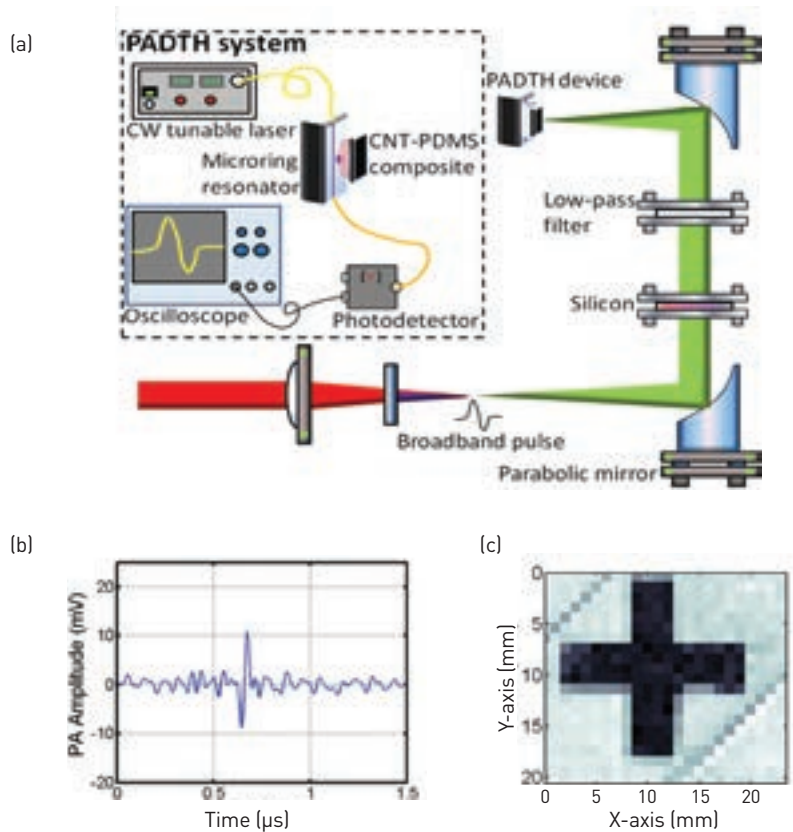 (a)
PADTH system
CW tunable laser
Microring
resonator
CNT-PDMS
composite
Oscilloscope
Photodetector
PADTH device
Low-pass
filter
Silicon
Broadband pulse
Parabolic mirror
(b)
PA Amplitude (mV)
20
10
0
-10
-20
0
0.5
1
1.5
Time (μs)
(c)
Y-axis (mm)
0
5
10
15
20
0
5
10
15
20
X-axis (mm)